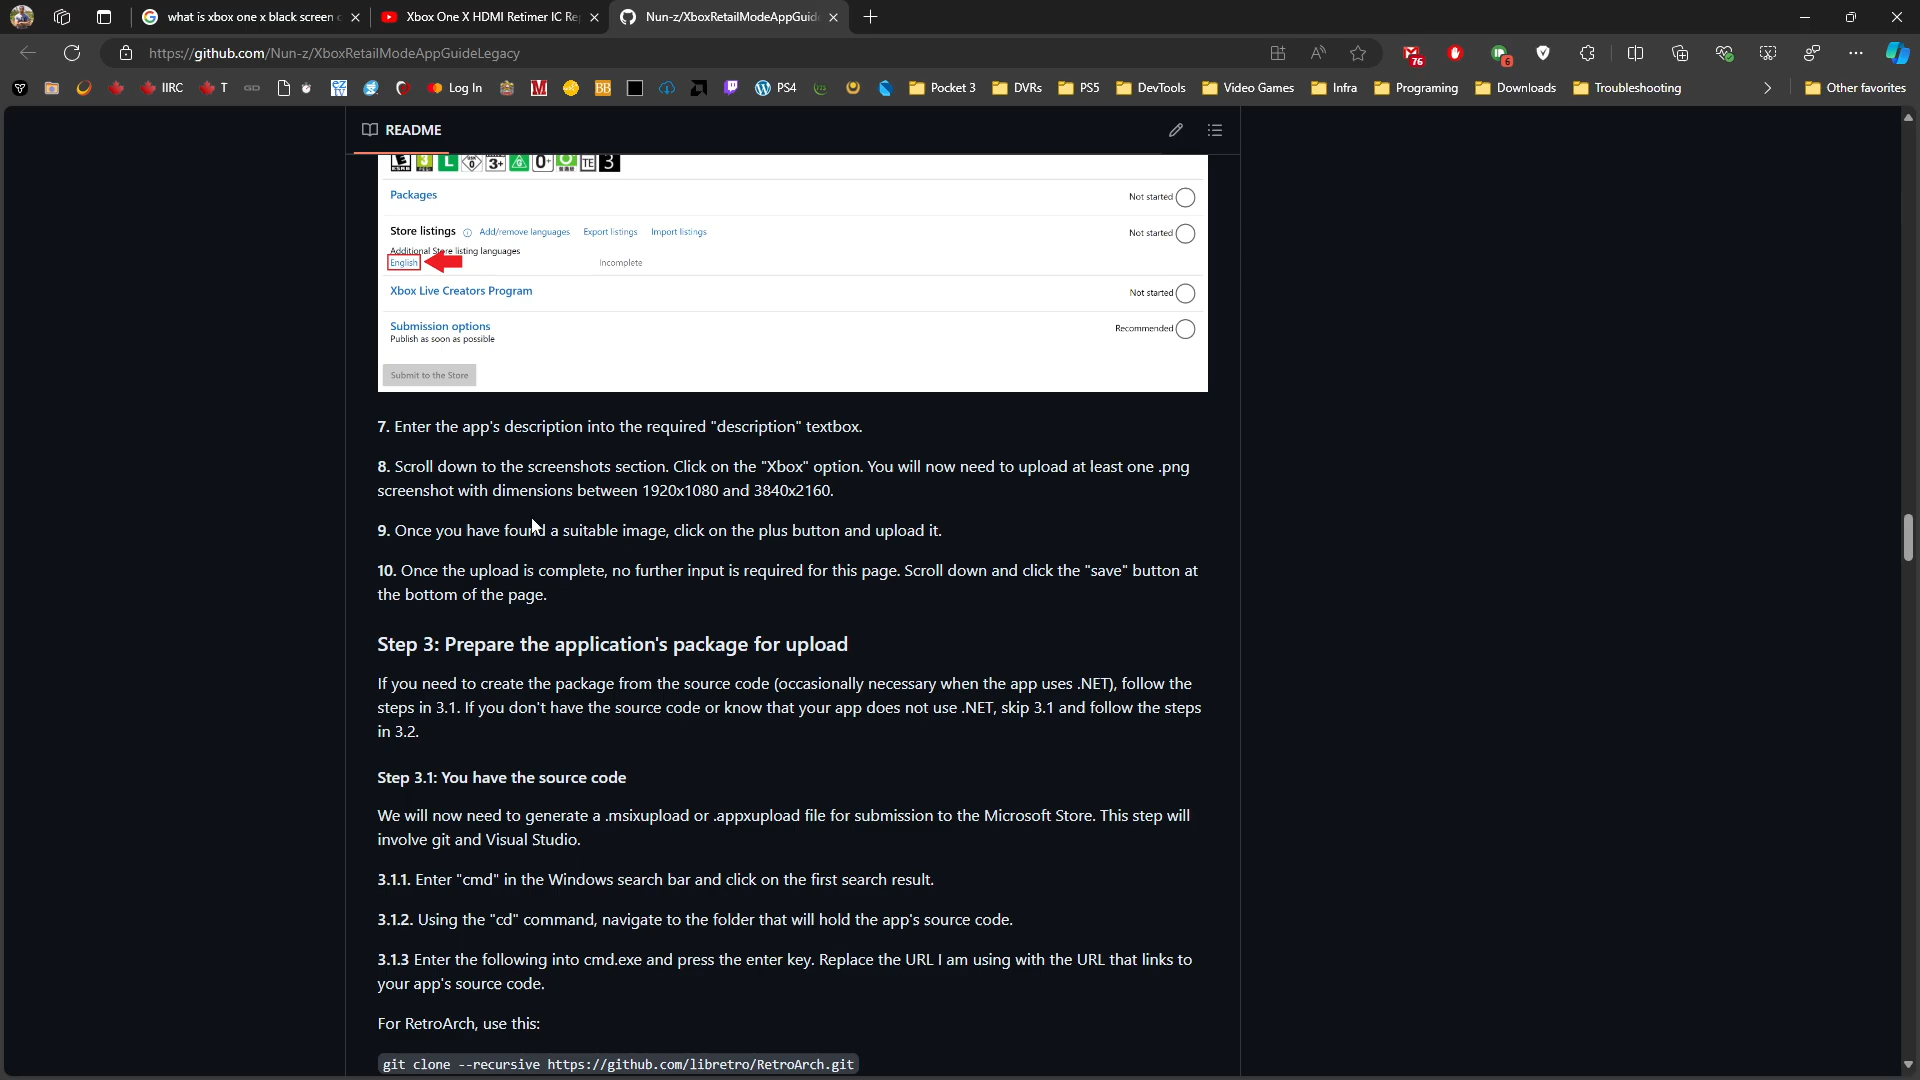 what is xbox one x black screen
Xbox One X HDMI Retimer IC Re
Nun-z/XboxRetailModeAppGuide
https://github.com/Nun-z/XboxRetailModeAppGuideLegacy
76
6
IIRC
T
GD
Log In
BB
PS4
Pocket 3
DVRs
PS5
DevTools
Video Games
Infra
Programing
Downloads
Troubleshooting
Other favorites
README
E 3 L 0 3+ G 0+ TE 3
Packages
Not started
Store listings
Add/remove languages
Export listings
Import listings
Not started
Additional Store listing languages
English
Incomplete
Xbox Live Creators Program
Not started
Submission options
Recommended
Publish as soon as possible
Submit to the Store
7. Enter the app's description into the required "description" textbox.
8. Scroll down to the screenshots section. Click on the "Xbox" option. You will now need to upload at least one .png
screenshot with dimensions between 1920x1080 and 3840x2160.
9. Once you have found a suitable image, click on the plus button and upload it.
10. Once the upload is complete, no further input is required for this page. Scroll down and click the "save" button at
the bottom of the page.
Step 3: Prepare the application's package for upload
If you need to create the package from the source code (occasionally necessary when the app uses .NET), follow the
steps in 3.1. If you don't have the source code or know that your app does not use .NET, skip 3.1 and follow the steps
in 3.2.
Step 3.1: You have the source code
We will now need to generate a .msixupload or .appxupload file for submission to the Microsoft Store. This step will
involve git and Visual Studio.
3.1.1. Enter "cmd" in the Windows search bar and click on the first search result.
3.1.2. Using the "cd" command, navigate to the folder that will hold the app's source code.
3.1.3 Enter the following into cmd.exe and press the enter key. Replace the URL I am using with the URL that links to
your app's source code.
For RetroArch, use this:
git clone --recursive https://github.com/libretro/RetroArch.git